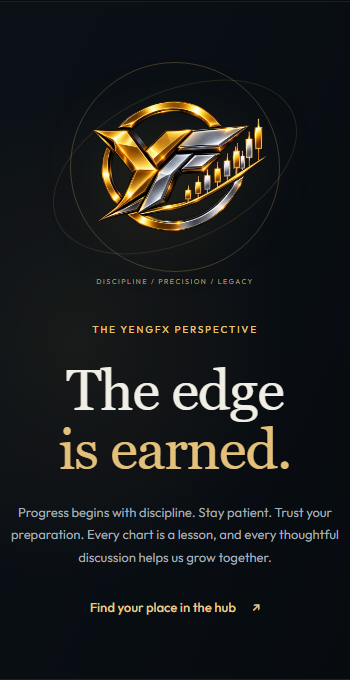 YF
DISCIPLINE / PRECISION / LEGACY
THE YENGFX PERSPECTIVE
The edge
is earned.
Progress begins with discipline. Stay patient. Trust your
preparation. Every chart is a lesson, and every thoughtful
discussion helps us grow together.
Find your place in the hub ↗